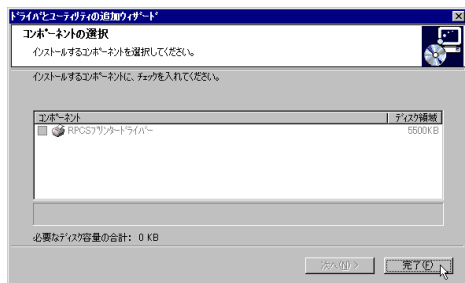 ﾄﾞﾗｲﾊﾞとユーティリティの追加ウィザｰﾄﾞ
コンポｰネントの選択
インストールするコンポｰネントを選択してください。
インストールするコンポｰネントに、チェックを入れてください。
コンポｰネント ディスク領域
RPCSプリンタードライバｰ 5500KB
必要なディスク容量の合計: 0 KB
次へ(N) > 完了(F)